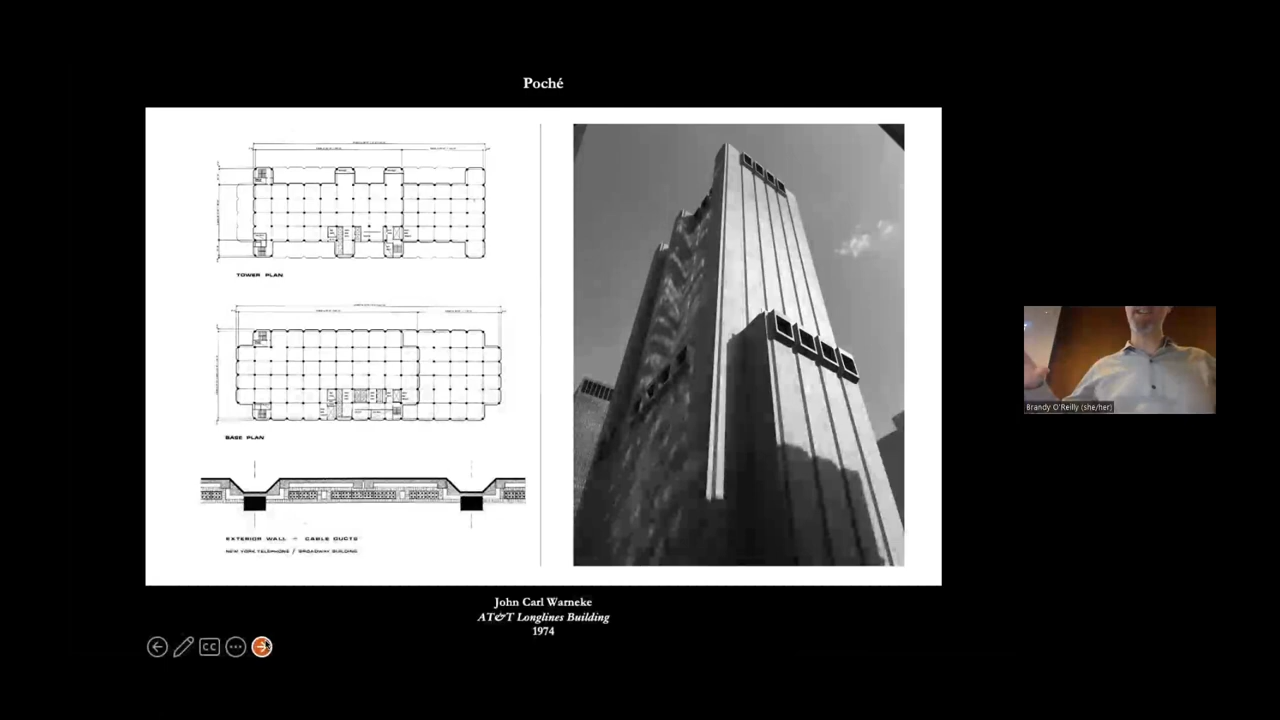 Poché
TOWER PLAN
BASE PLAN
EXTERIOR WALL - CABLE DUCTS
NEW YORK TELEPHONE / BROADWAY BUILDING
Brandy O'Reilly (she/her)
John Carl Warneke
AT&T Longlines Building
1974
CC